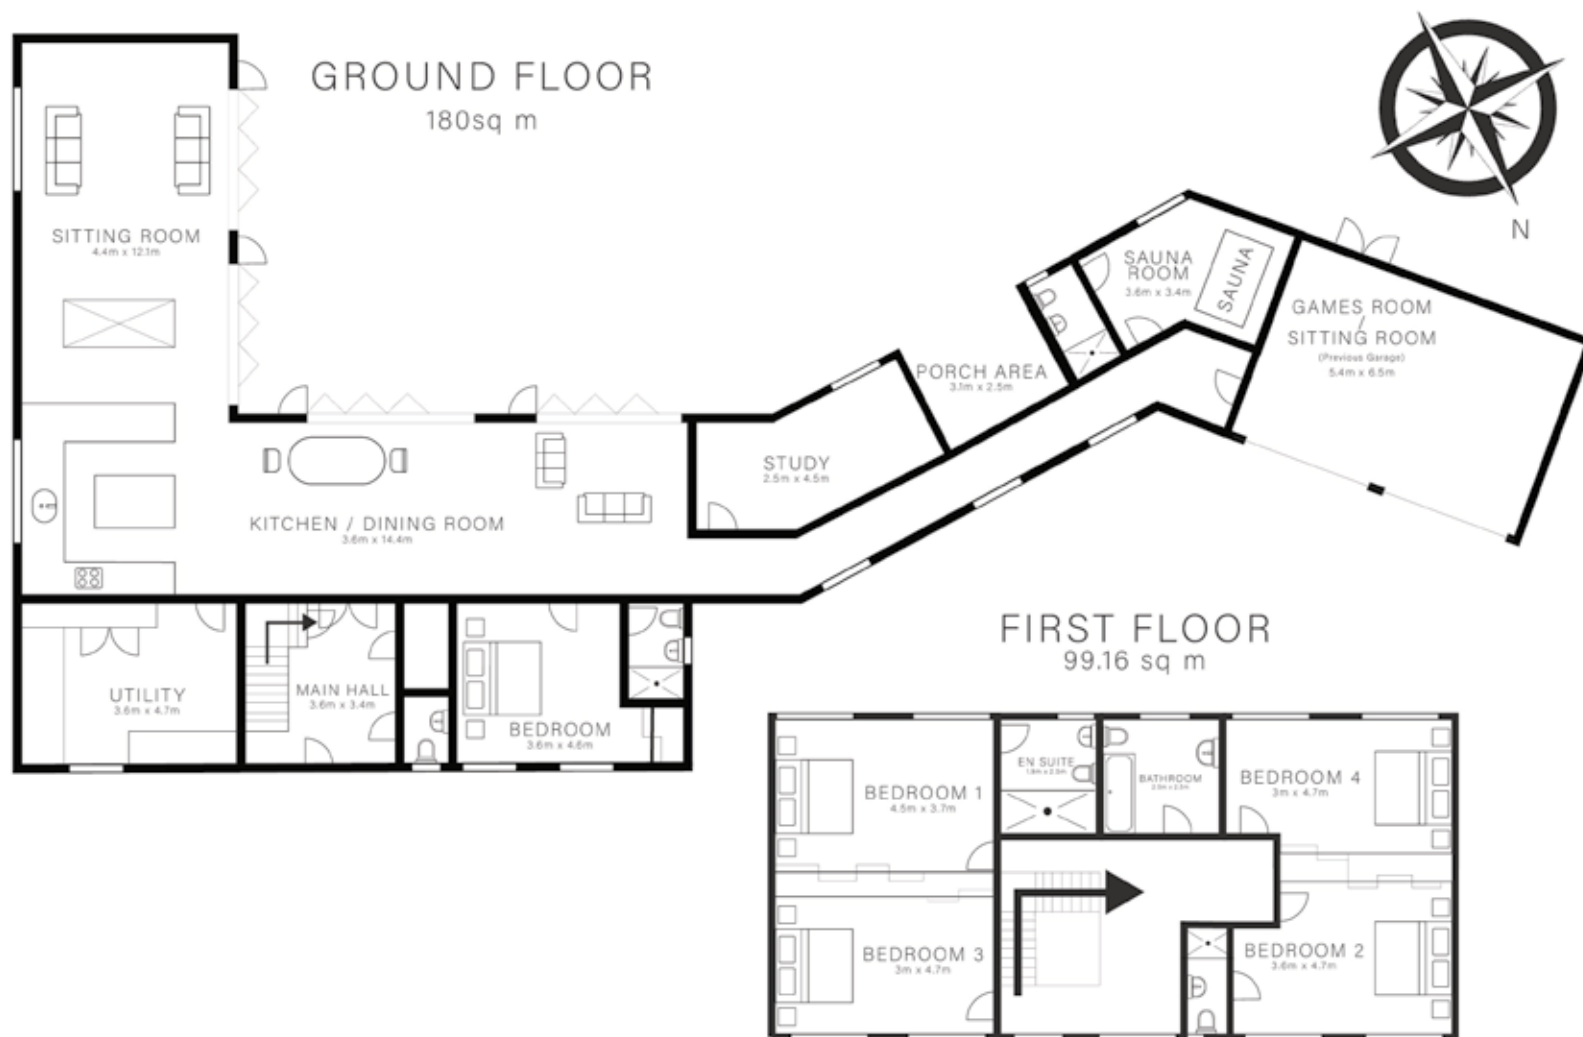 GROUND FLOOR
180sq m
N
SITTING ROOM
4.4m x 12.1m
SAUNA
ROOM
3.6m x 3.4m
SAUNA
GAMES ROOM
/
SITTING ROOM
(Previous Garage)
5.4m x 6.5m
PORCH AREA
3.1m x 2.5m
STUDY
2.5m x 4.5m
KITCHEN / DINING ROOM
3.6m x 14.4m
UTILITY
3.6m x 4.7m
MAIN HALL
3.6m x 3.4m
BEDROOM
3.6m x 4.6m
FIRST FLOOR
99.16 sq m
BEDROOM 1
4.5m x 3.7m
EN SUITE
BATHROOM
BEDROOM 4
3m x 4.7m
BEDROOM 3
3m x 4.7m
BEDROOM 2
3.6m x 4.7m